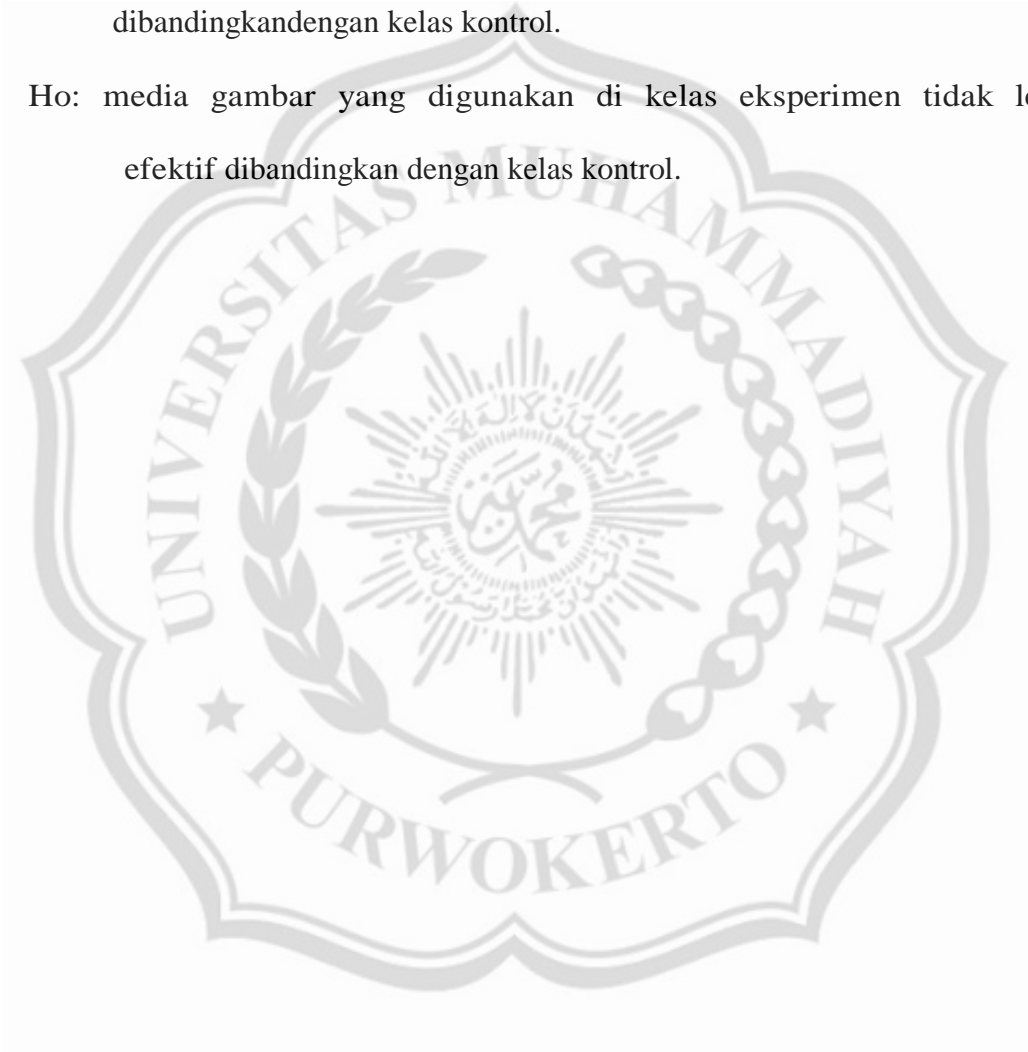 dibandingkandengan kelas kontrol.
Ho: media gambar yang digunakan di kelas eksperimen tidak
efektif dibandingkan dengan kelas kontrol.
UNIVERSITAS MUHAMMADIYAH
PURWOKERTO